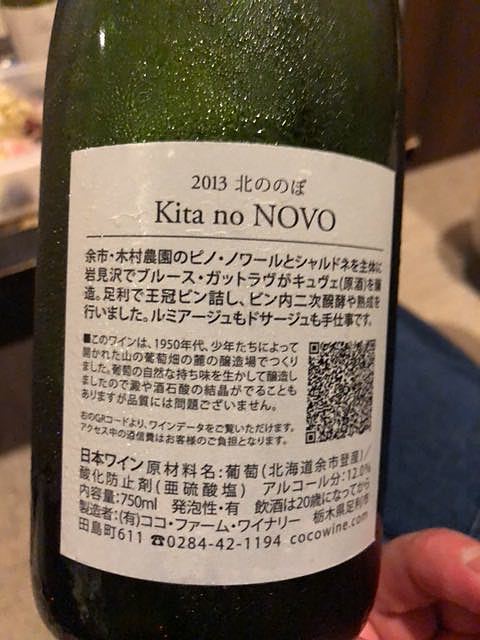 2013 北ののぼ
Kita no NOVO
余市・木村農園のピノ・ノワールとシャルドネを主体に
岩見沢でブルース・ガットラヴがキュヴェ(原酒)を醸
造。足利で王冠ビン詰し、ビン内二次醗酵や熟成を
行いました。ルミアージュもドサージュも手仕事です。
■このワインは、1950年代、少年たちによって
開かれた山の葡萄畑の麓の醸造場でつくり
ました。葡萄の自然な持ち味を生かして醸造し
ましたので澱や酒石酸の結晶がでることも
ありますが品質には問題ございません。
右のQRコードより、ワインデータをご覧いただけます。
アクセス中の通信費はお客様のご負担となります。
日本ワイン 原材料名:葡萄(北海道余市登産)/
酸化防止剤(亜硫酸塩) アルコール分:12.0%
内容量:750ml 発泡性・有 飲酒は20歳になってから
製造者:(有)ココ・ファーム・ワイナリー 栃木県足利市
田島町611 ☎0284-42-1194 cocowine.com